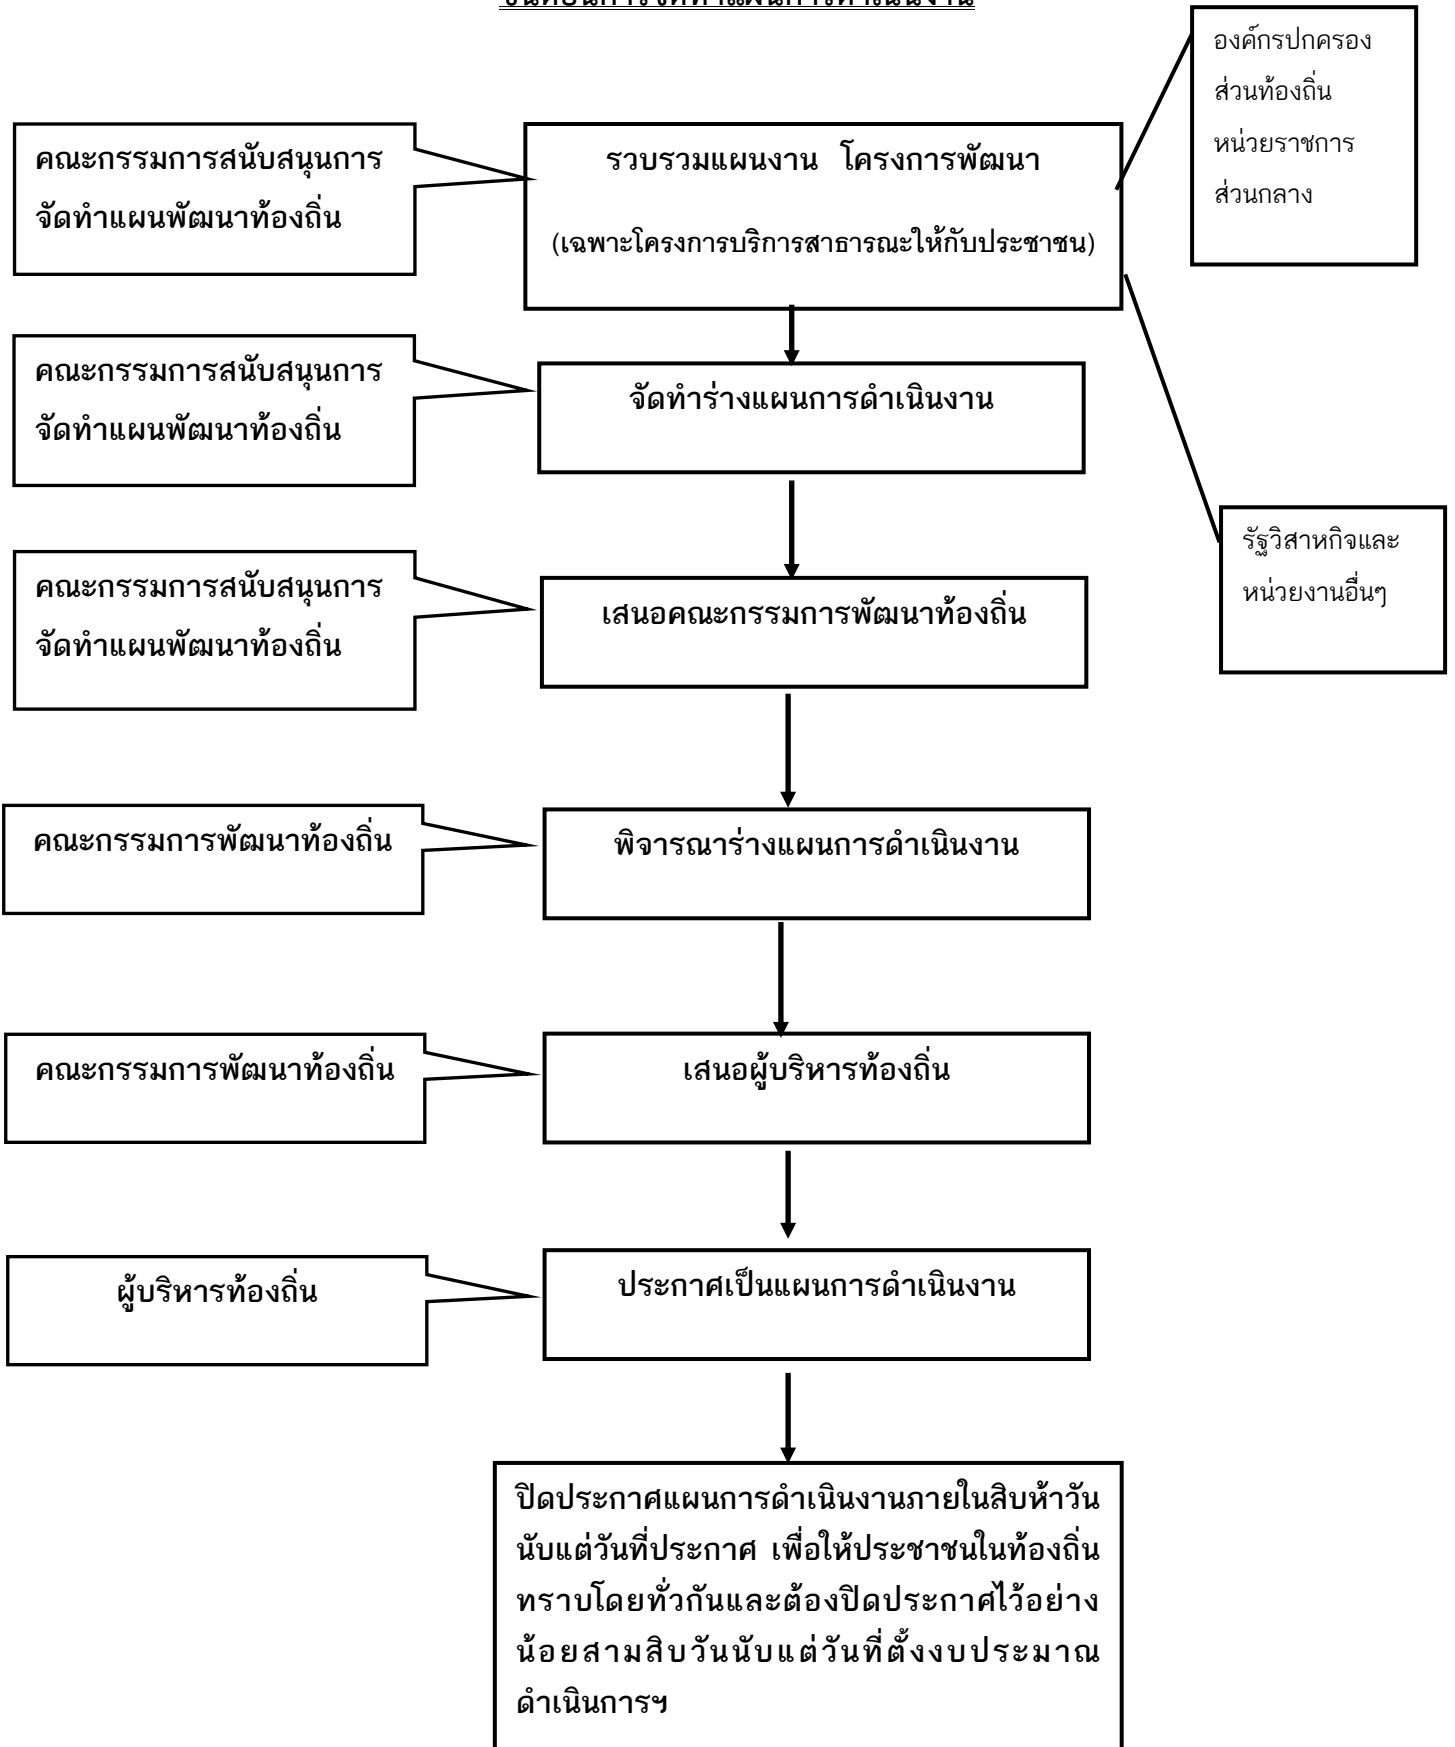 ขั้นตอนการจัดทำแผนการดำเนินงาน
องค์กรปกครอง
ส่วนท้องถิ่น
หน่วยราชการ
ส่วนกลาง
คณะกรรมการสนับสนุนการ
จัดทำแผนพัฒนาท้องถิ่น
รวบรวมแผนงาน โครงการพัฒนา
(เฉพาะโครงการบริการสาธารณะให้กับประชาชน)
คณะกรรมการสนับสนุนการ
จัดทำแผนพัฒนาท้องถิ่น
จัดทำร่างแผนการดำเนินงาน
รัฐวิสาหกิจและ
หน่วยงานอื่นๆ
คณะกรรมการสนับสนุนการ
จัดทำแผนพัฒนาท้องถิ่น
เสนอคณะกรรมการพัฒนาท้องถิ่น
คณะกรรมการพัฒนาท้องถิ่น
พิจารณาร่างแผนการดำเนินงาน
คณะกรรมการพัฒนาท้องถิ่น
เสนอผู้บริหารท้องถิ่น
ผู้บริหารท้องถิ่น
ประกาศเป็นแผนการดำเนินงาน
ปิดประกาศแผนการดำเนินงานภายในสิบห้าวัน
นับแต่วันที่ประกาศ เพื่อให้ประชาชนในท้องถิ่น
ทราบโดยทั่วกันและต้องปิดประกาศไว้อย่าง
น้อยสามสิบวันนับแต่วันที่ตั้งงบประมาณ
ดำเนินการฯ